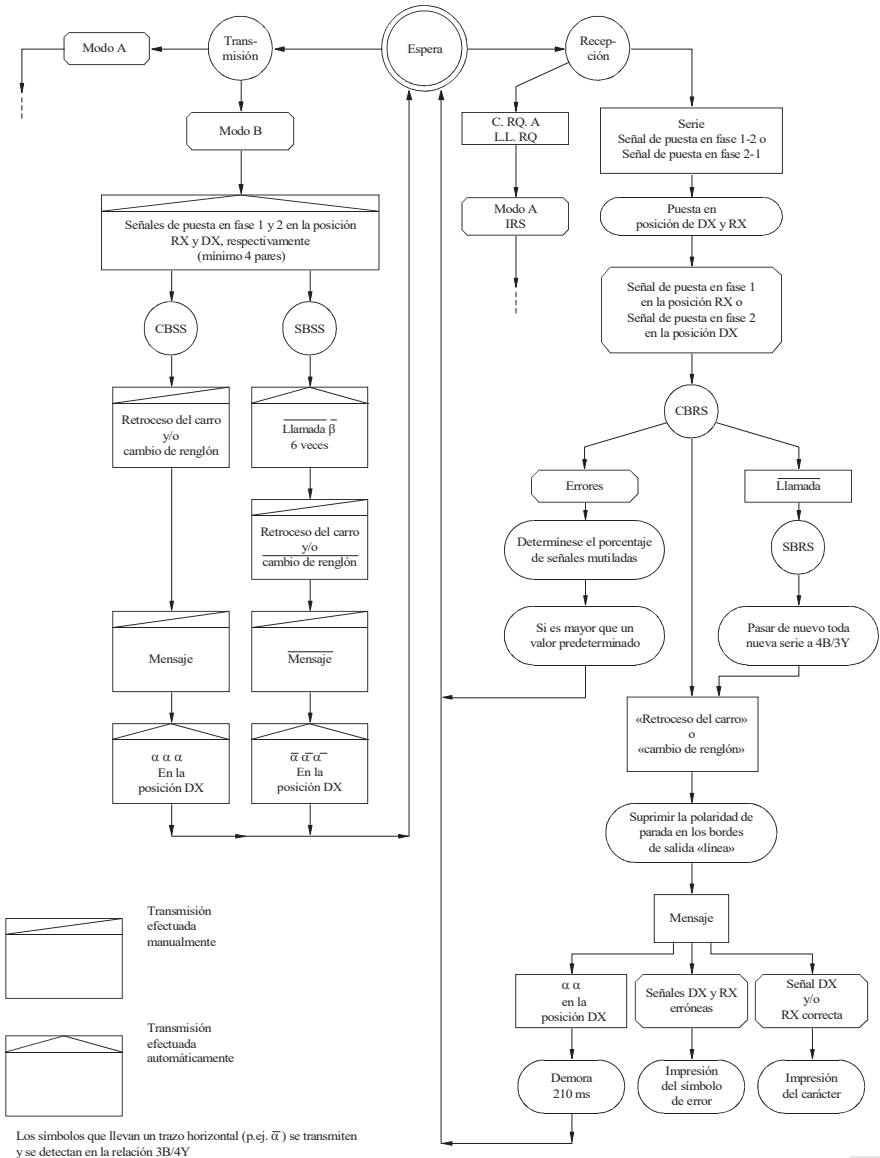 Modo A
Trans-
misión
Espera
Recep-
ción
Modo B
C. RQ. A
L.L. RQ
Serie
Señal de puesta en fase 1-2 o
Señal de puesta en fase 2-1
Señales de puesta en fase 1 y 2 en la posición
RX y DX, respectivamente
(mínimo 4 pares)
Modo A
IRS
Puesta en
posición de DX y RX
Señal de puesta en fase 1
en la posición RX o
Señal de puesta en fase 2
en la posición DX
CBSS
SBSS
Retroceso del carro
y/o
cambio de renglón
L̅l̅a̅m̅a̅d̅a̅ β̅
6 veces
CBRS
Errores
L̅l̅a̅m̅a̅d̅a̅
Retroceso del carro
y/o
c̅a̅m̅b̅i̅o̅ ̅d̅e̅ ̅r̅e̅n̅g̅l̅ó̅n̅
Determínese el porcentaje
de señales mutiladas
SBRS
Mensaje
M̅e̅n̅s̅a̅j̅e̅
Si es mayor que un
valor predeterminado
Pasar de nuevo toda
nueva serie a 4B/3Y
α α α
En la
posición DX
α̅ α̅ α̅
En la
posición DX
«Retroceso del carro»
o
«cambio de renglón»
Suprimir la polaridad de
parada en los bordes
de salida «línea»
Mensaje
α α
en la
posición DX
Señales DX y RX
erróneas
Señal DX
y/o
RX correcta
Demora
210 ms
Impresión
del símbolo
de error
Impresión
del carácter
Transmisión
efectuada
manualmente
Transmisión
efectuada
automáticamente
Los símbolos que llevan un trazo horizontal (p.ej. α̅ ) se transmiten
y se detectan en la relación 3B/4Y